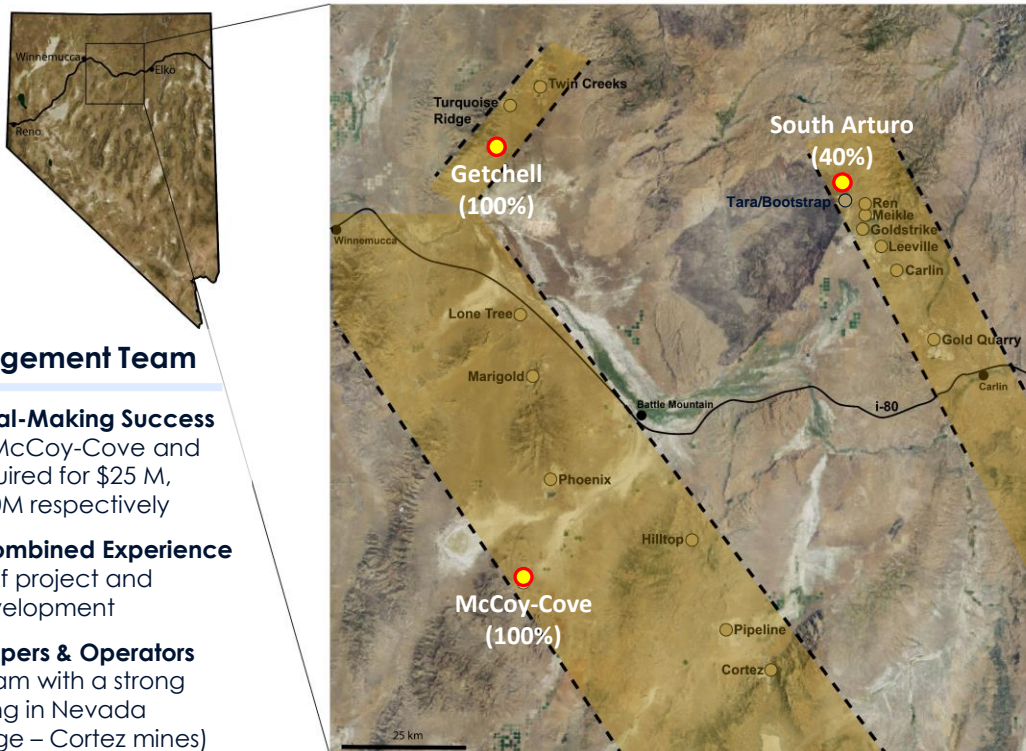 Winnemucca
Elko
Reno
gement Team
al-Making Success
McCoy-Cove and
uired for $25 M,
0M respectively
ombined Experience
f project and
velopment
pers & Operators
am with a strong
ng in Nevada
ge – Cortez mines)
Twin Creeks
Turquoise
Ridge
Getchell
(100%)
South Arturo
(40%)
Tara/Bootstrap
Ren
Meikle
Goldstrike
Leeville
Carlin
Winnemucca
Lone Tree
Gold Quarry
Marigold
Carlin
Battle Mountain
i-80
Phoenix
Hilltop
McCoy-Cove
(100%)
Pipeline
Cortez
25 km